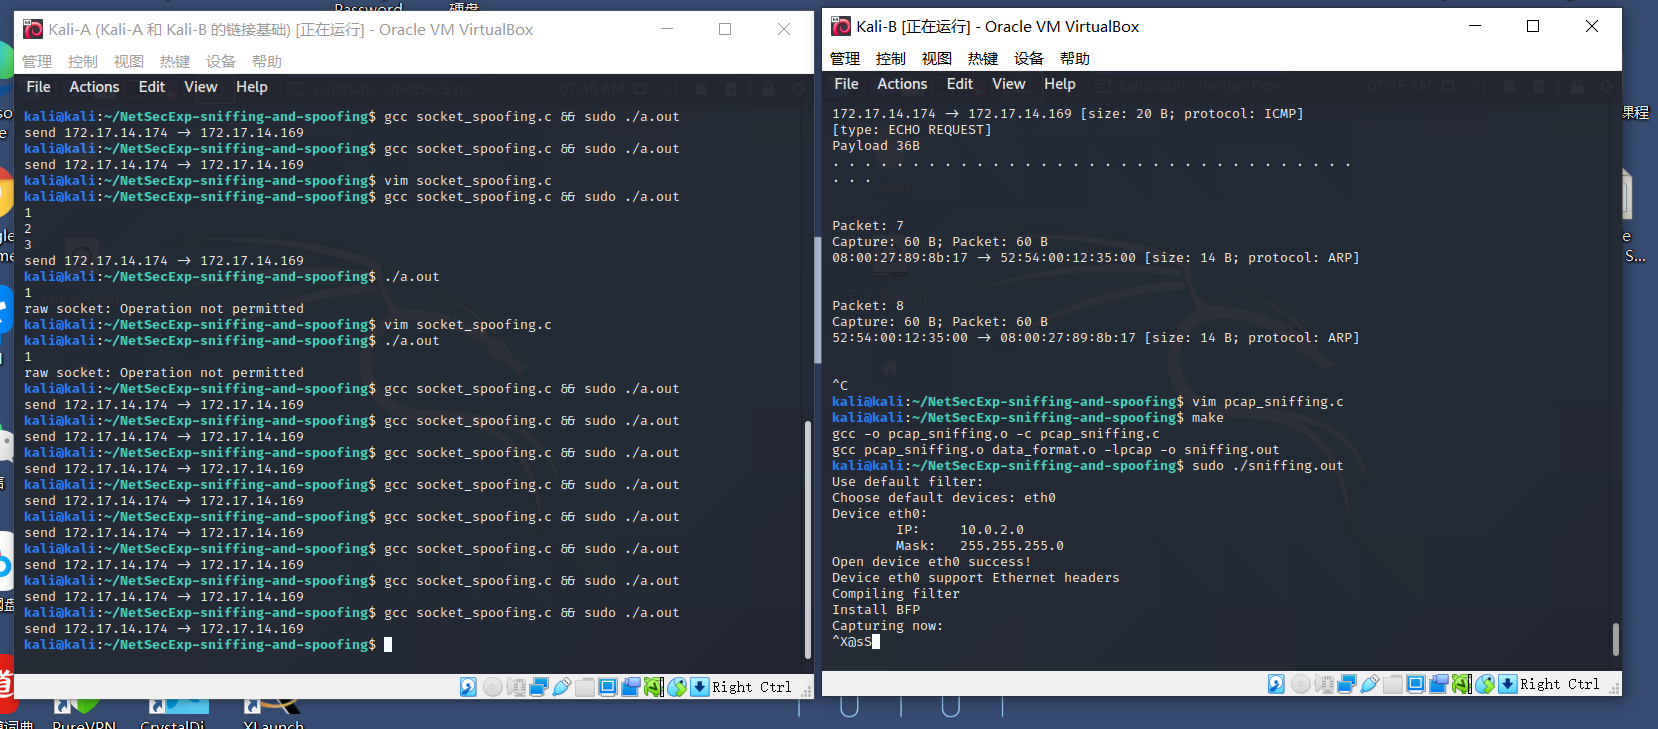 Password
硬盘
Kali-A (Kali-A 和 Kali-B 的链接基础) [正在运行] - Oracle VM VirtualBox
管理 控制 视图 热键 设备 帮助
File Actions Edit View Help
kali@kali: ~/NetSecExp-... 07:46 AM
kali@kali:~/NetSecExp-sniffing-and-spoofing$ gcc socket_spoofing.c && sudo ./a.out
send 172.17.14.174 → 172.17.14.169
kali@kali:~/NetSecExp-sniffing-and-spoofing$ gcc socket_spoofing.c && sudo ./a.out
send 172.17.14.174 → 172.17.14.169
kali@kali:~/NetSecExp-sniffing-and-spoofing$ vim socket_spoofing.c
kali@kali:~/NetSecExp-sniffing-and-spoofing$ gcc socket_spoofing.c && sudo ./a.out
1
2
3
send 172.17.14.174 → 172.17.14.169
kali@kali:~/NetSecExp-sniffing-and-spoofing$ ./a.out
1
raw socket: Operation not permitted
kali@kali:~/NetSecExp-sniffing-and-spoofing$ vim socket_spoofing.c
kali@kali:~/NetSecExp-sniffing-and-spoofing$ ./a.out
1
raw socket: Operation not permitted
kali@kali:~/NetSecExp-sniffing-and-spoofing$ gcc socket_spoofing.c && sudo ./a.out
send 172.17.14.174 → 172.17.14.169
kali@kali:~/NetSecExp-sniffing-and-spoofing$ gcc socket_spoofing.c && sudo ./a.out
send 172.17.14.174 → 172.17.14.169
kali@kali:~/NetSecExp-sniffing-and-spoofing$ gcc socket_spoofing.c && sudo ./a.out
send 172.17.14.174 → 172.17.14.169
kali@kali:~/NetSecExp-sniffing-and-spoofing$ gcc socket_spoofing.c && sudo ./a.out
send 172.17.14.174 → 172.17.14.169
kali@kali:~/NetSecExp-sniffing-and-spoofing$ gcc socket_spoofing.c && sudo ./a.out
send 172.17.14.174 → 172.17.14.169
kali@kali:~/NetSecExp-sniffing-and-spoofing$ gcc socket_spoofing.c && sudo ./a.out
send 172.17.14.174 → 172.17.14.169
kali@kali:~/NetSecExp-sniffing-and-spoofing$ gcc socket_spoofing.c && sudo ./a.out
send 172.17.14.174 → 172.17.14.169
kali@kali:~/NetSecExp-sniffing-and-spoofing$ gcc socket_spoofing.c && sudo ./a.out
send 172.17.14.174 → 172.17.14.169
kali@kali:~/NetSecExp-sniffing-and-spoofing$
Right Ctrl
Kali-B [正在运行] - Oracle VM VirtualBox
管理 控制 视图 热键 设备 帮助
File Actions Edit View Help
kali@kali: ~/NetSecExp-... 07:46 AM
172.17.14.174 → 172.17.14.169 [size: 20 B; protocol: ICMP]
[type: ECHO REQUEST]
Payload 36B
. . . . . . . . . . . . . . . . . . . . . . . . . . . . . . . . .
. . .
Trash
Packet: 7
Capture: 60 B; Packet: 60 B
08:00:27:89:8b:17 → 52:54:00:12:35:00 [size: 14 B; protocol: ARP]
Packet: 8
Capture: 60 B; Packet: 60 B
52:54:00:12:35:00 → 08:00:27:89:8b:17 [size: 14 B; protocol: ARP]
^C
kali@kali:~/NetSecExp-sniffing-and-spoofing$ vim pcap_sniffing.c
kali@kali:~/NetSecExp-sniffing-and-spoofing$ make
gcc -o pcap_sniffing.o -c pcap_sniffing.c
gcc pcap_sniffing.o data_format.o -lpcap -o sniffing.out
kali@kali:~/NetSecExp-sniffing-and-spoofing$ sudo ./sniffing.out
Use default filter:
Choose default devices: eth0
Device eth0:
IP: 10.0.2.0
Mask: 255.255.255.0
Open device eth0 success!
Device eth0 support Ethernet headers
Compiling filter
Install BFP
Capturing now:
^X@sS
Right Ctrl
课程
e
S...
词典 PureVPN CrystalDi... XLaunch